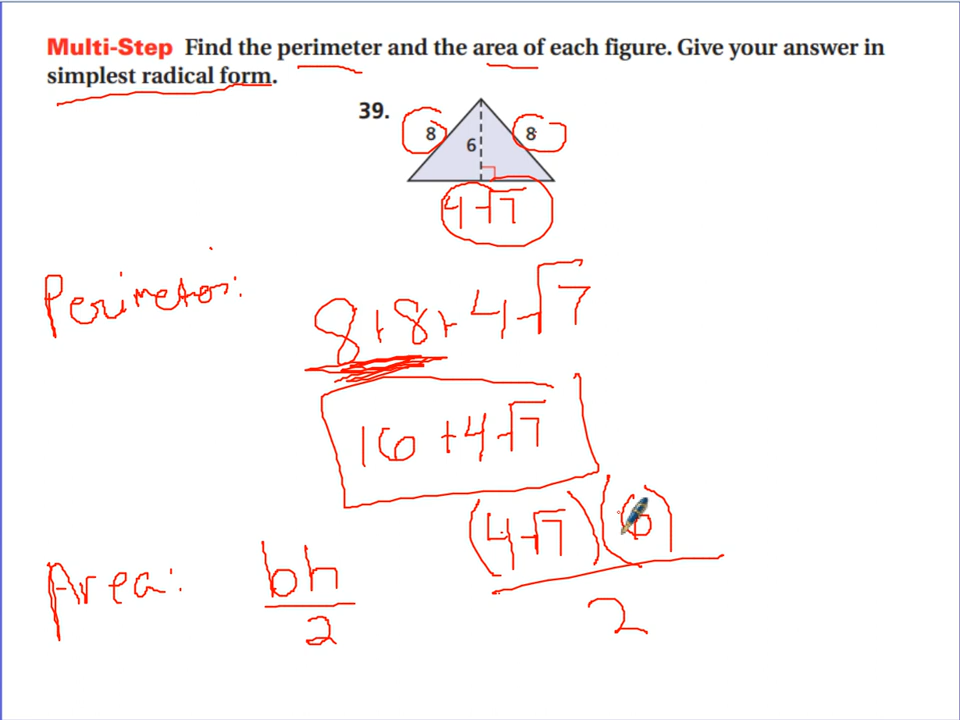 Multi-Step Find the perimeter and the area of each figure. Give your answer in
simplest radical form.
39.
8 6 8
4√7
Perimeter:
8+8+4√7
16+4√7
Area: bh/2 (4√7)(6)/2